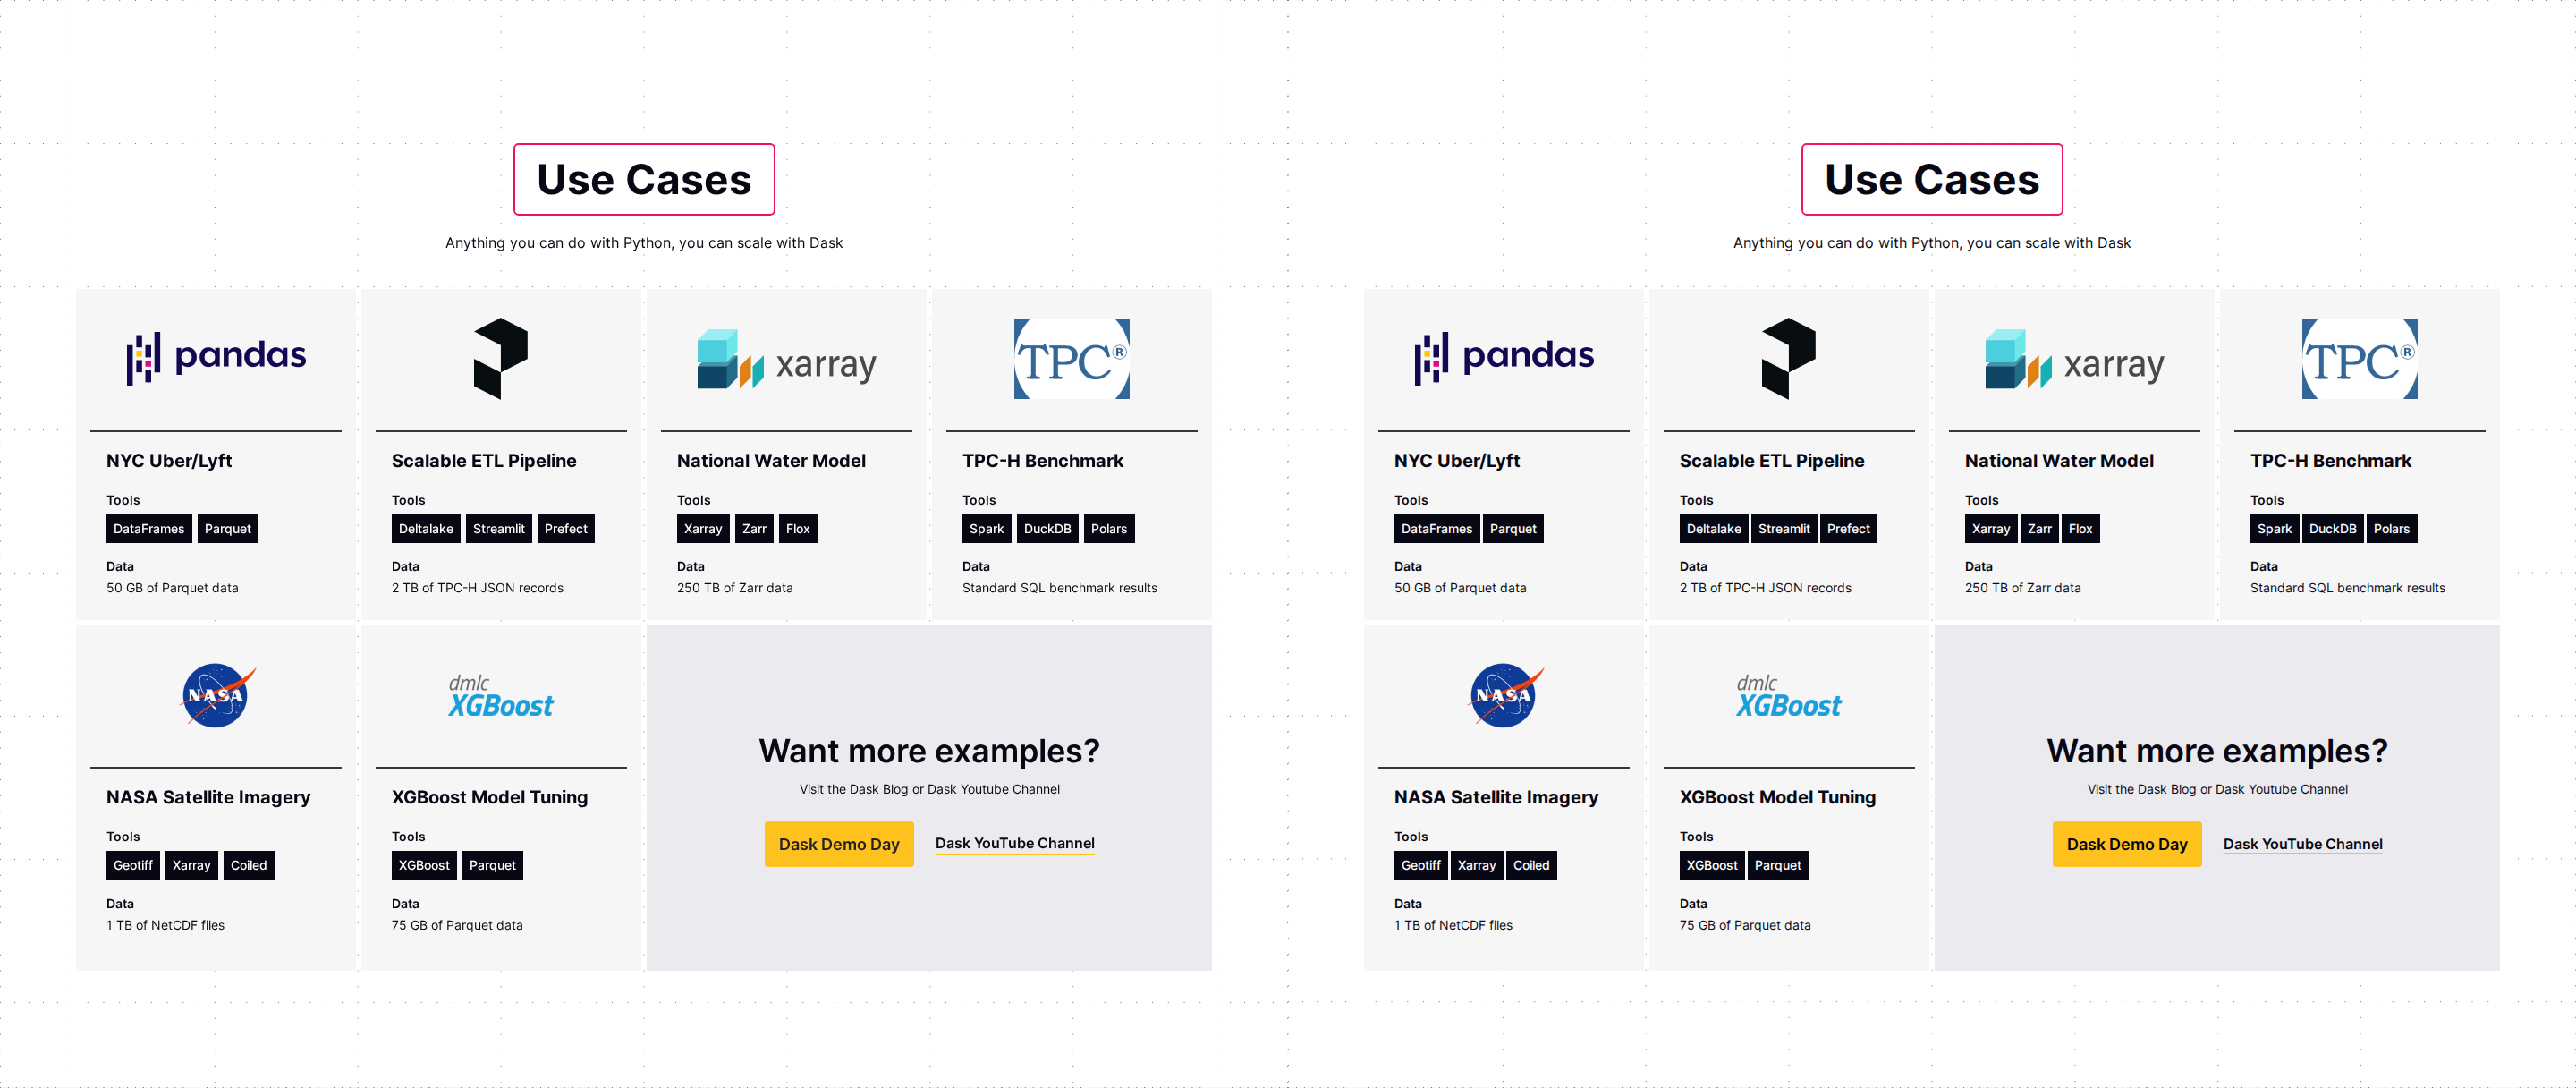 Use Cases
Anything you can do with Python, you can scale with Dask
pandas
xarray
TPC®
NYC Uber/Lyft
Scalable ETL Pipeline
National Water Model
TPC-H Benchmark
Tools
Tools
Tools
Tools
DataFrames Parquet
Deltalake Streamlit Prefect
Xarray Zarr Flox
Spark DuckDB Polars
Data
Data
Data
Data
50 GB of Parquet data
2 TB of TPC-H JSON records
250 TB of Zarr data
Standard SQL benchmark results
NASA
dmlc
XGBoost
NASA Satellite Imagery
XGBoost Model Tuning
Tools
Tools
Geotiff Xarray Coiled
XGBoost Parquet
Data
Data
1 TB of NetCDF files
75 GB of Parquet data
Want more examples?
Visit the Dask Blog or Dask Youtube Channel
Dask Demo Day
Dask YouTube Channel
Use Cases
Anything you can do with Python, you can scale with Dask
pandas
xarray
TPC®
NYC Uber/Lyft
Scalable ETL Pipeline
National Water Model
TPC-H Benchmark
Tools
Tools
Tools
Tools
DataFrames Parquet
Deltalake Streamlit Prefect
Xarray Zarr Flox
Spark DuckDB Polars
Data
Data
Data
Data
50 GB of Parquet data
2 TB of TPC-H JSON records
250 TB of Zarr data
Standard SQL benchmark results
NASA
dmlc
XGBoost
NASA Satellite Imagery
XGBoost Model Tuning
Tools
Tools
Geotiff Xarray Coiled
XGBoost Parquet
Data
Data
1 TB of NetCDF files
75 GB of Parquet data
Want more examples?
Visit the Dask Blog or Dask Youtube Channel
Dask Demo Day
Dask YouTube Channel